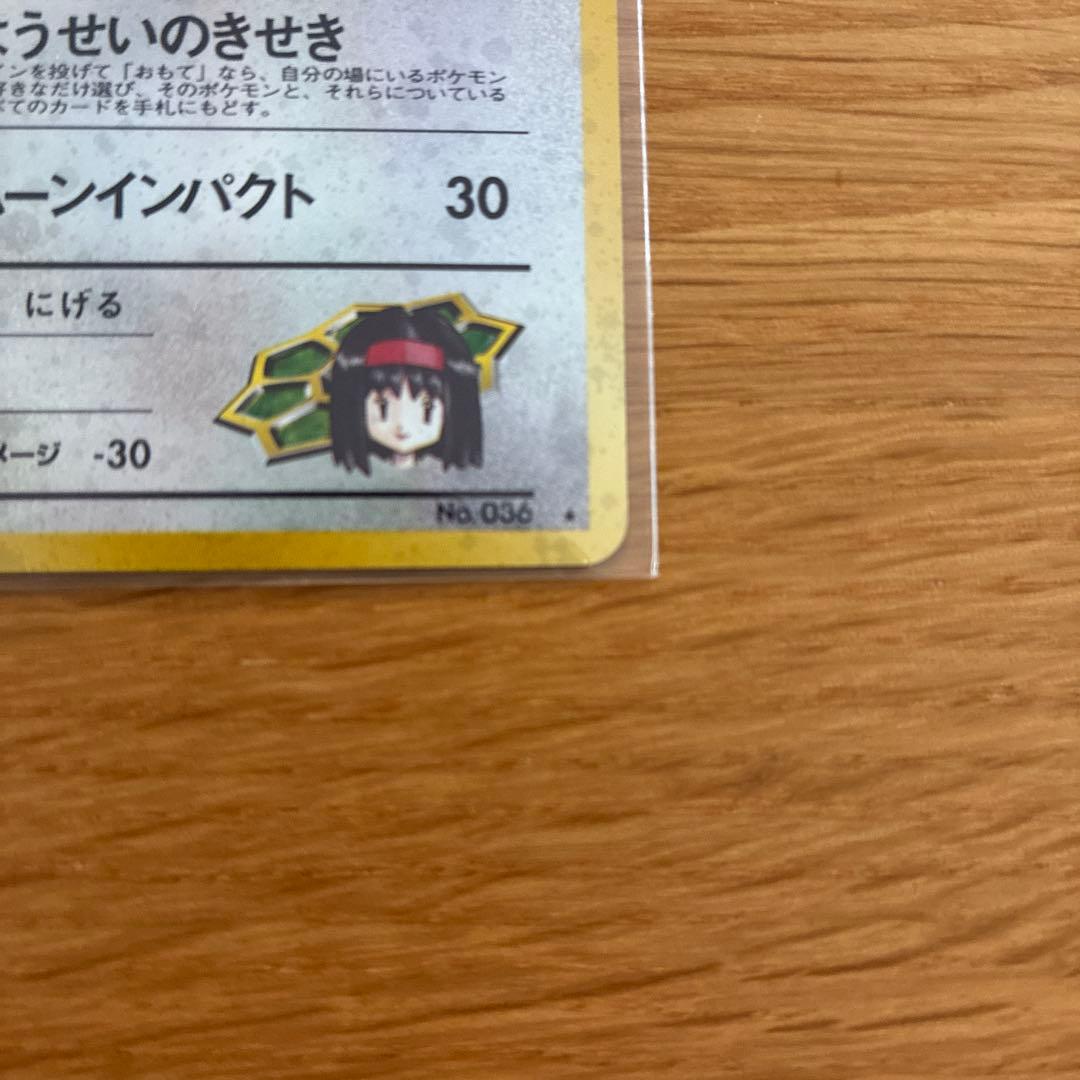 ようせいのきせき
インを投げて「おもて」なら、自分の場にいるポケモン
好きなだけ選び、そのポケモンと、それらについている
べてのカードを手札にもどす。
ムーンインパクト 30
にげる
メージ -30
No. 036 ★